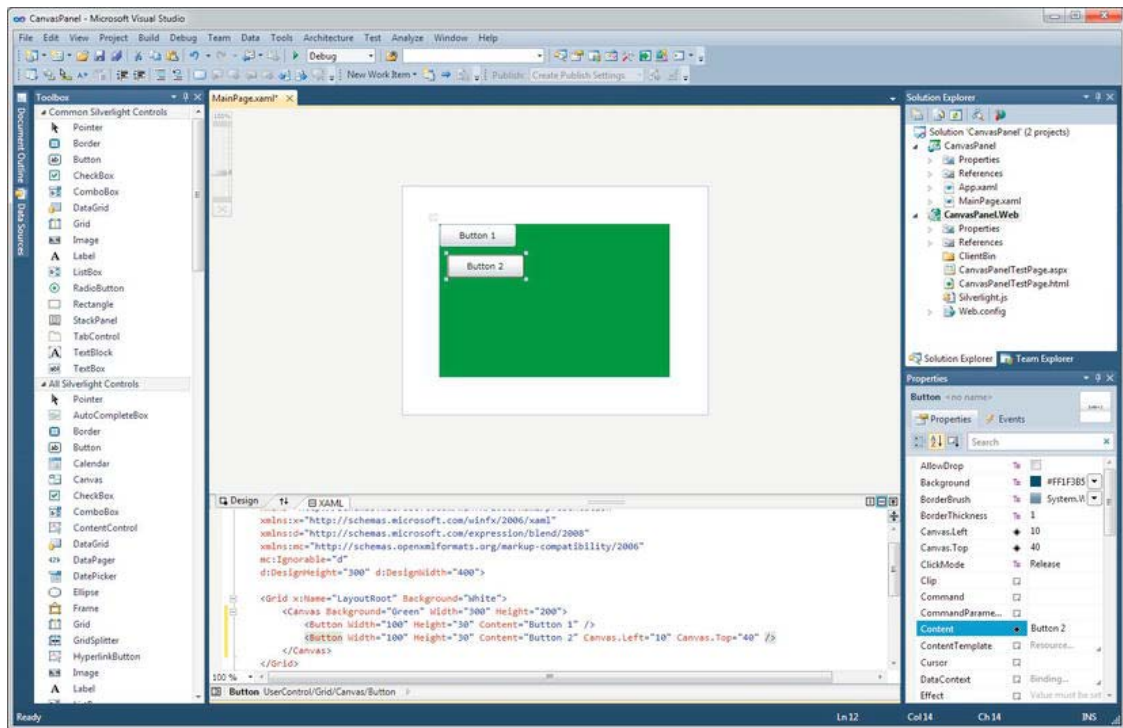 CanvasPanel - Microsoft Visual Studio
File Edit View Project Build Debug Team Data Tools Architecture Test Analyze Window Help
Debug
New Work Item Publish: Create Publish Settings
Document Outline
Data Sources
Toolbox
Common Silverlight Controls
Pointer
Border
Button
CheckBox
ComboBox
DataGrid
Grid
Image
Label
ListBox
RadioButton
Rectangle
StackPanel
TabControl
TextBlock
TextBox
All Silverlight Controls
Pointer
AutoCompleteBox
Border
Button
Calendar
Canvas
CheckBox
ComboBox
ContentControl
DataGrid
DataPager
DatePicker
Ellipse
Frame
Grid
GridSplitter
HyperlinkButton
Image
Label
MainPage.xaml*
100%
Button 1
Button 2
Design XAML
xmlns:x="http://schemas.microsoft.com/winfx/2006/xaml"
xmlns:d="http://schemas.microsoft.com/expression/blend/2008"
xmlns:mc="http://schemas.openxmlformats.org/markup-compatibility/2006"
mc:Ignorable="d"
d:DesignHeight="300" d:DesignWidth="400">
<Grid x:Name="LayoutRoot" Background="White">
<Canvas Background="Green" Width="300" Height="200">
<Button Width="100" Height="30" Content="Button 1" />
<Button Width="100" Height="30" Content="Button 2" Canvas.Left="10" Canvas.Top="40" />
</Canvas>
</Grid>
100 %
Button UserControl/Grid/Canvas/Button
Solution Explorer
Solution 'CanvasPanel' (2 projects)
CanvasPanel
Properties
References
App.xaml
MainPage.xaml
CanvasPanel.Web
Properties
References
ClientBin
CanvasPanelTestPage.aspx
CanvasPanelTestPage.html
Silverlight.js
Web.config
Solution Explorer Team Explorer
Properties
Button <no name>
Properties Events
Search
AllowDrop
Background #FF1F3B5
BorderBrush System.W
BorderThickness 1
Canvas.Left 10
Canvas.Top 40
ClickMode Release
Clip
Command
CommandParame...
Content Button 2
ContentTemplate Resource...
Cursor
DataContext Binding...
Effect Value must be set
Ready Ln 12 Col 14 Ch 14 INS